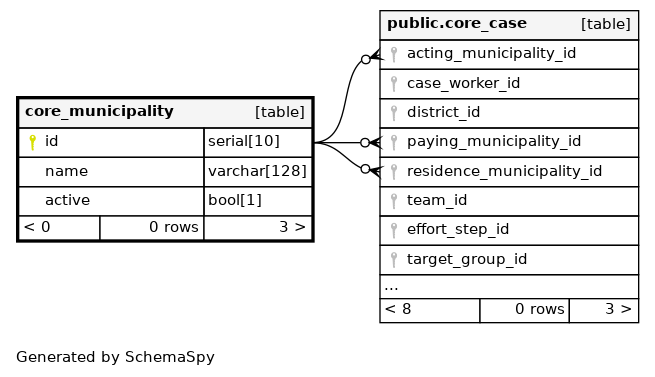 core_municipality [table]
id serial[10]
name varchar[128]
active bool[1]
< 0 0 rows 3 >
public.core_case [table]
acting_municipality_id
case_worker_id
district_id
paying_municipality_id
residence_municipality_id
team_id
effort_step_id
target_group_id
...
< 8 0 rows 3 >
Generated by SchemaSpy